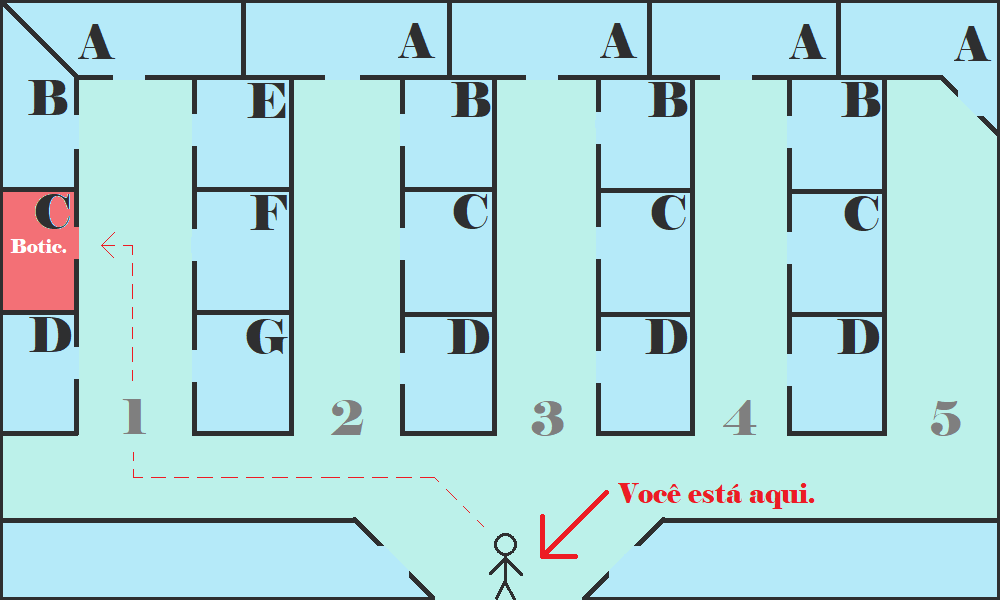 A A A A A
B E B B B
C F C C C
Botic.
D G D D D
1 2 3 4 5
Você está aqui.